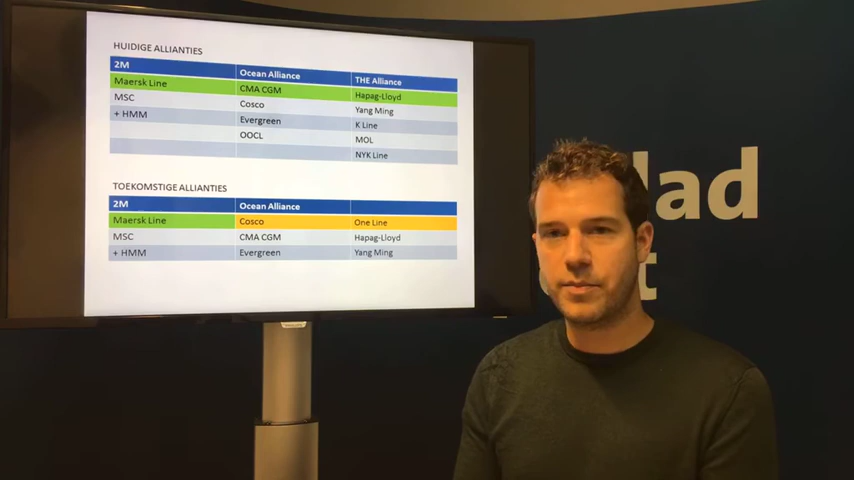 HUIDIGE ALLIANTIES
2M Ocean Alliance THE Alliance
Maersk Line CMA CGM Hapag-Lloyd
MSC Cosco Yang Ming
+ HMM Evergreen K Line
OOCL MOL
NYK Line
TOEKOMSTIGE ALLIANTIES
2M Ocean Alliance
Maersk Line Cosco One Line
MSC CMA CGM Hapag-Lloyd
+ HMM Evergreen Yang Ming